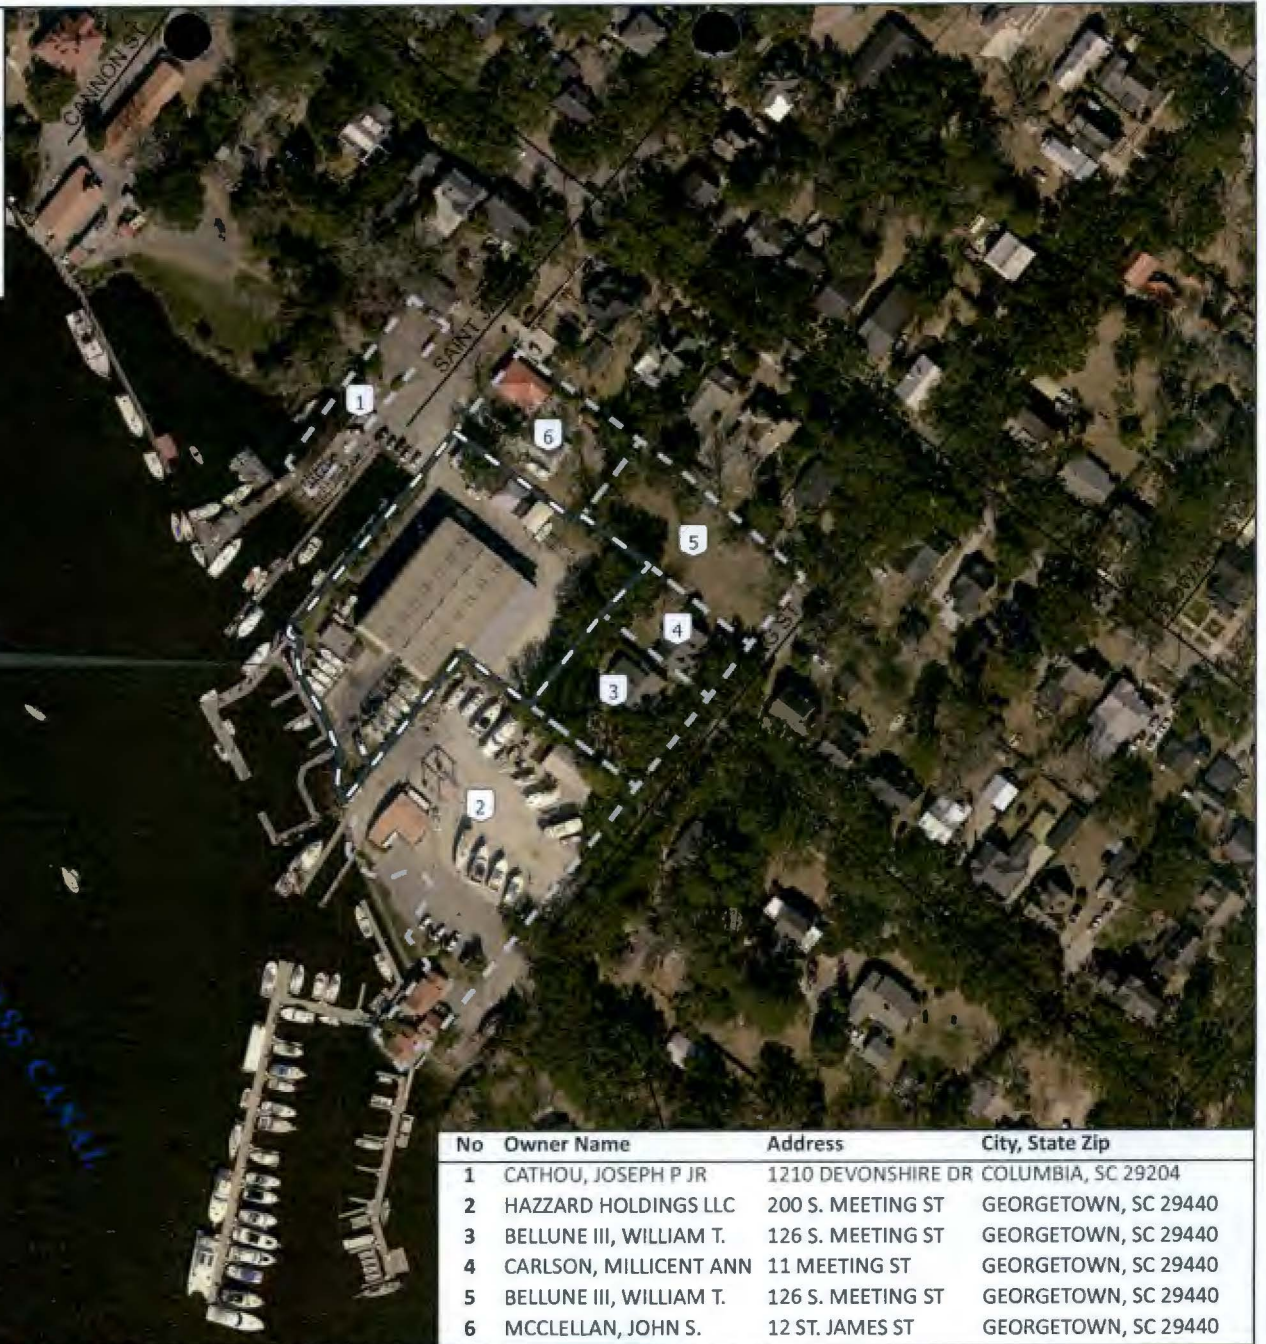 CANNON ST
SAINT
1
6
5
4
G ST
3
2
SS CANAL
No Owner Name Address City, State Zip
1 CATHOU, JOSEPH P JR 1210 DEVONSHIRE DR COLUMBIA, SC 29204
2 HAZZARD HOLDINGS LLC 200 S. MEETING ST GEORGETOWN, SC 29440
3 BELLUNE III, WILLIAM T. 126 S. MEETING ST GEORGETOWN, SC 29440
4 CARLSON, MILLICENT ANN 11 MEETING ST GEORGETOWN, SC 29440
5 BELLUNE III, WILLIAM T. 126 S. MEETING ST GEORGETOWN, SC 29440
6 MCCLELLAN, JOHN S. 12 ST. JAMES ST GEORGETOWN, SC 29440